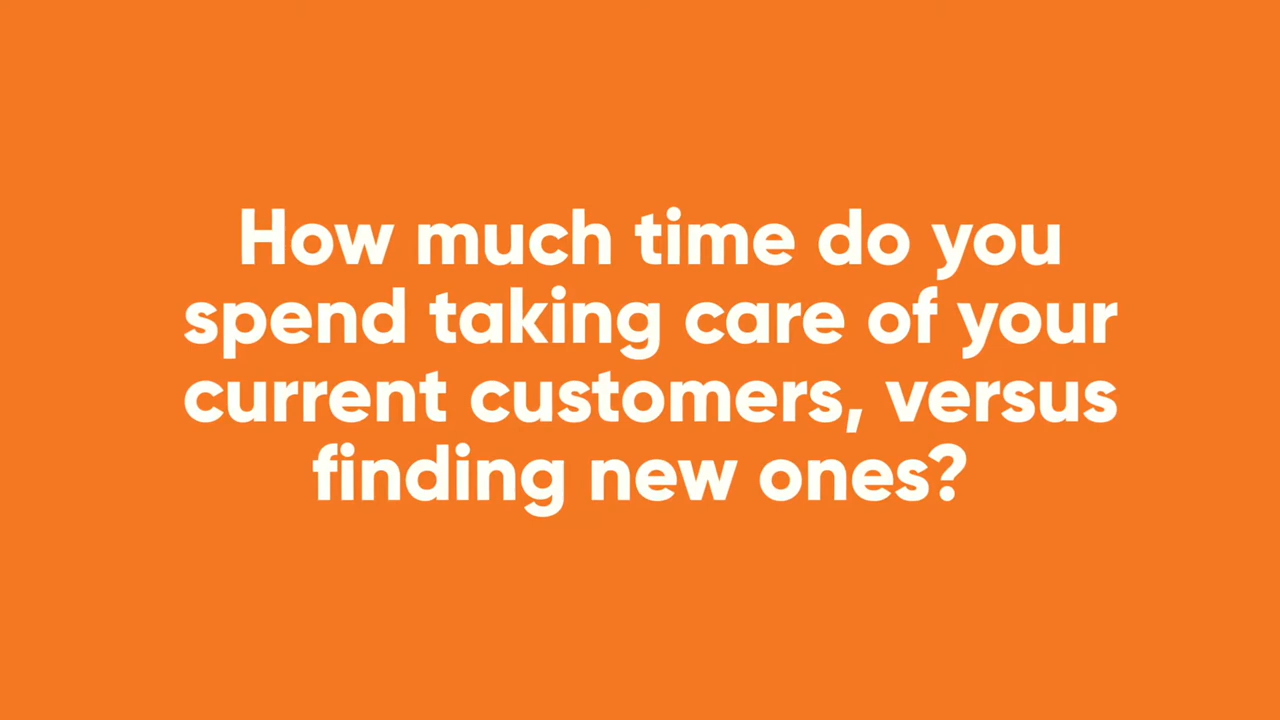 How much time do you
spend taking care of your
current customers, versus
finding new ones?